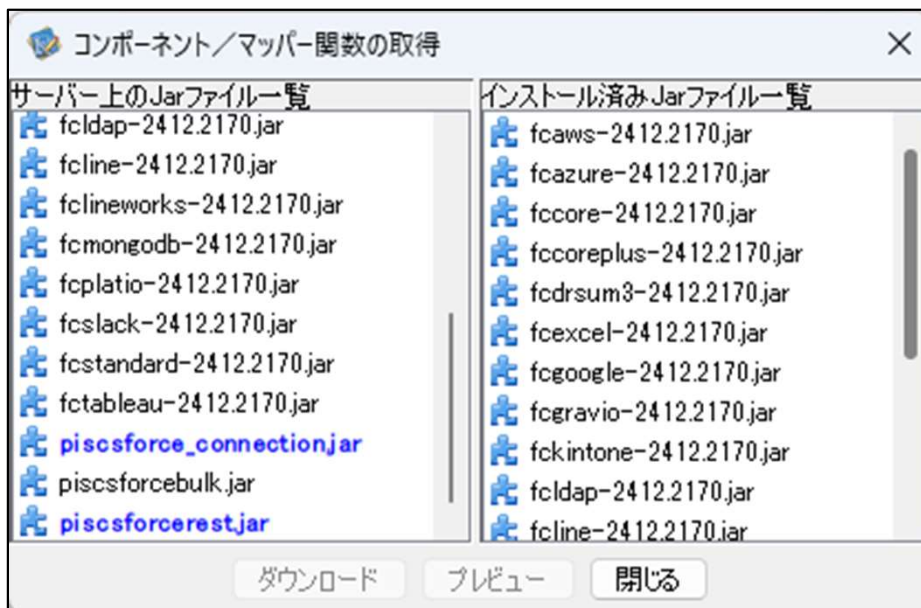 コンポーネント／マッパー関数の取得
サーバー上のJarファイル一覧
fcldap-2412.2170.jar
fcline-2412.2170.jar
fclineworks-2412.2170.jar
fcmongodb-2412.2170.jar
fcplatio-2412.2170.jar
fcslack-2412.2170.jar
fcstandard-2412.2170.jar
fctableau-2412.2170.jar
piscsforce_connection.jar
piscsforcebulk.jar
piscsforcerest.jar
インストール済みJarファイル一覧
fcaws-2412.2170.jar
fcazure-2412.2170.jar
fccore-2412.2170.jar
fccoreplus-2412.2170.jar
fcdrsum3-2412.2170.jar
fcexcel-2412.2170.jar
fcgoogle-2412.2170.jar
fcgravio-2412.2170.jar
fckintone-2412.2170.jar
fcldap-2412.2170.jar
fcline-2412.2170.jar
ダウンロード
プレビュー
閉じる